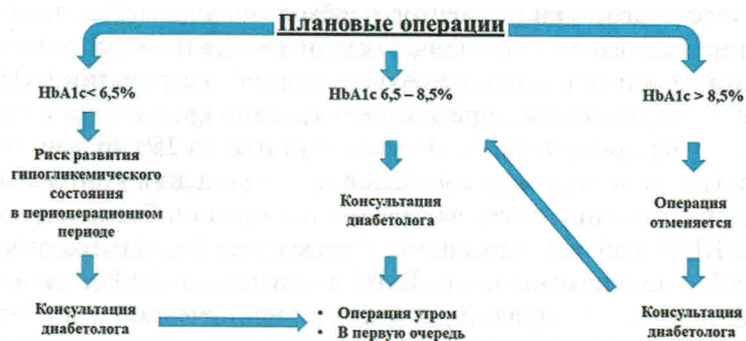 Плановые операции
HbA1c< 6,5%
HbA1c 6,5 – 8,5%
HbA1c > 8,5%
Риск развития
гипогликемического
состояния
в периоперационном
периоде
Консультация
диабетолога
Операция
отменяется
Консультация
диабетолога
• Операция утром
• В первую очередь
Консультация
диабетолога